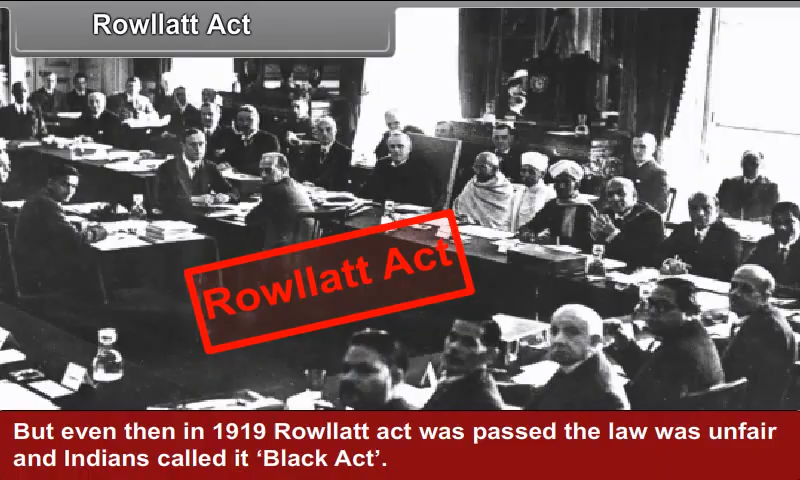 Rowllatt Act
Rowllatt Act
But even then in 1919 Rowllatt act was passed the law was unfair
and Indians called it ‘Black Act’.